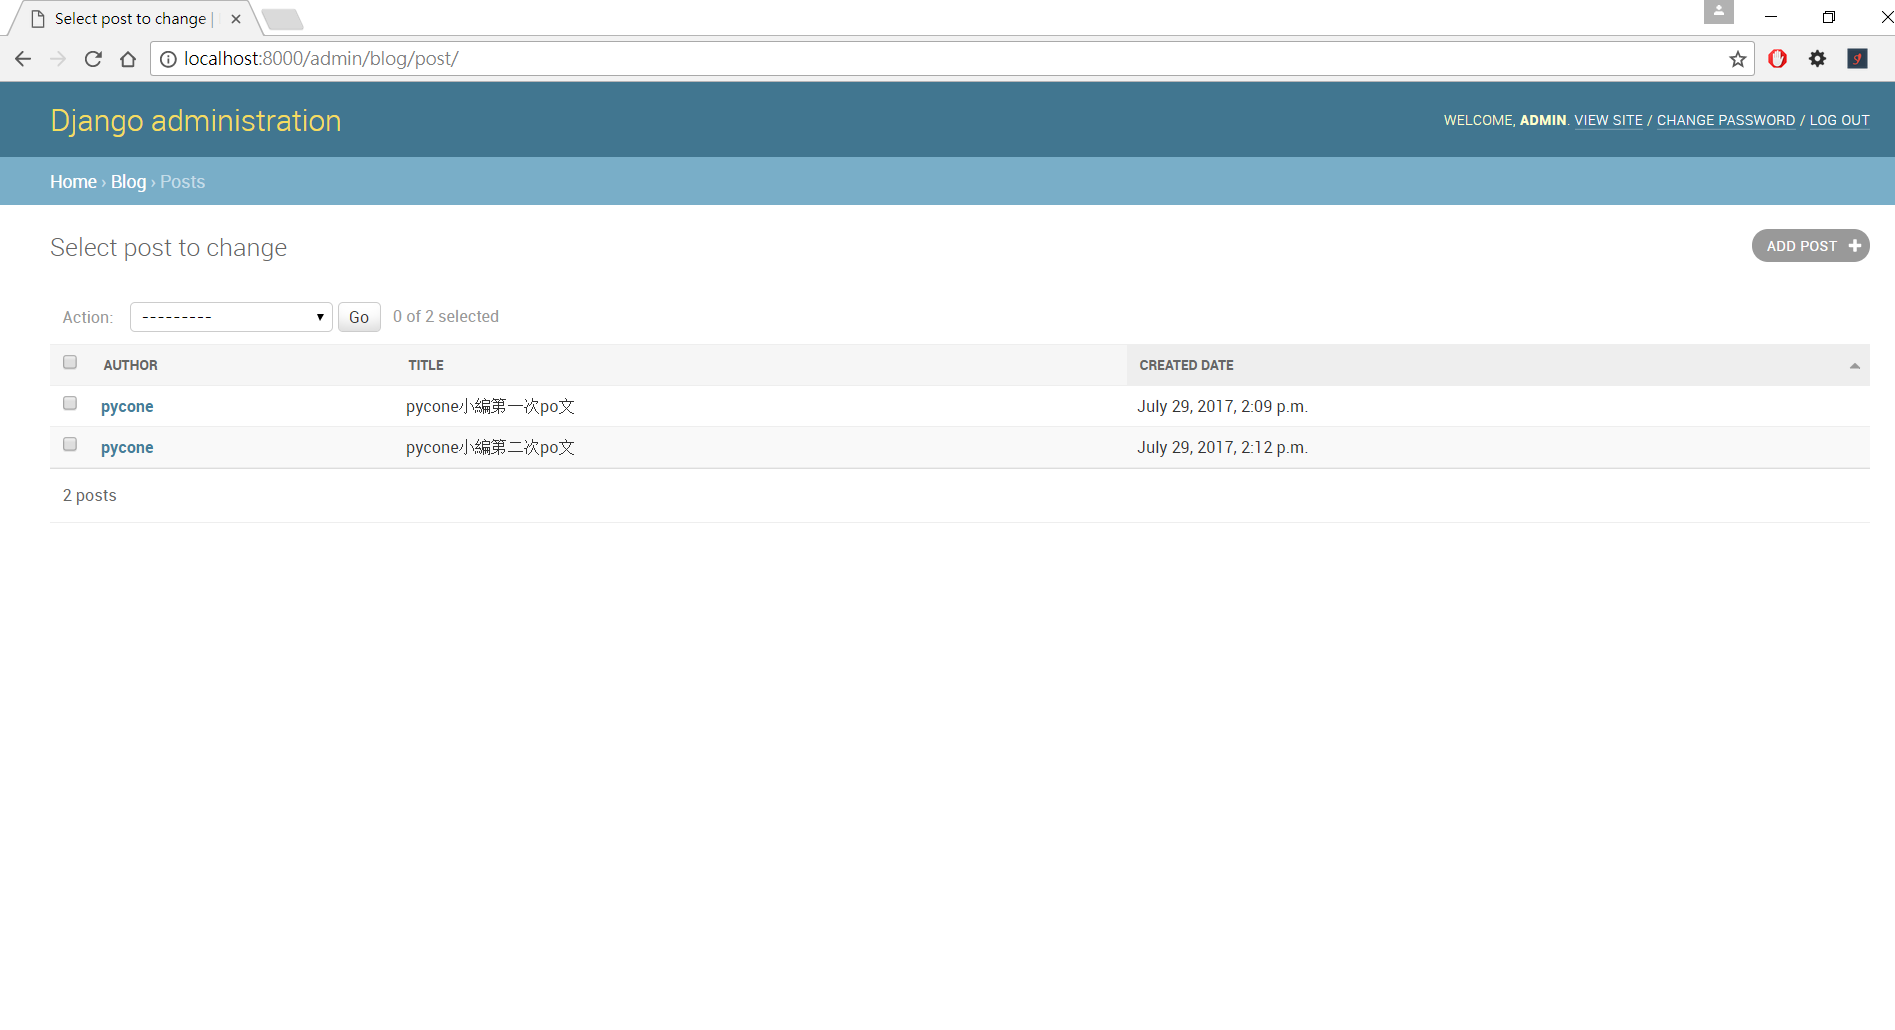 Select post to change |
localhost:8000/admin/blog/post/
Django administration
WELCOME, ADMIN. VIEW SITE / CHANGE PASSWORD / LOG OUT
Home › Blog › Posts
Select post to change
ADD POST +
Action: --------- Go 0 of 2 selected
AUTHOR TITLE CREATED DATE
pycone pycone小編第一次po文 July 29, 2017, 2:09 p.m.
pycone pycone小編第二次po文 July 29, 2017, 2:12 p.m.
2 posts